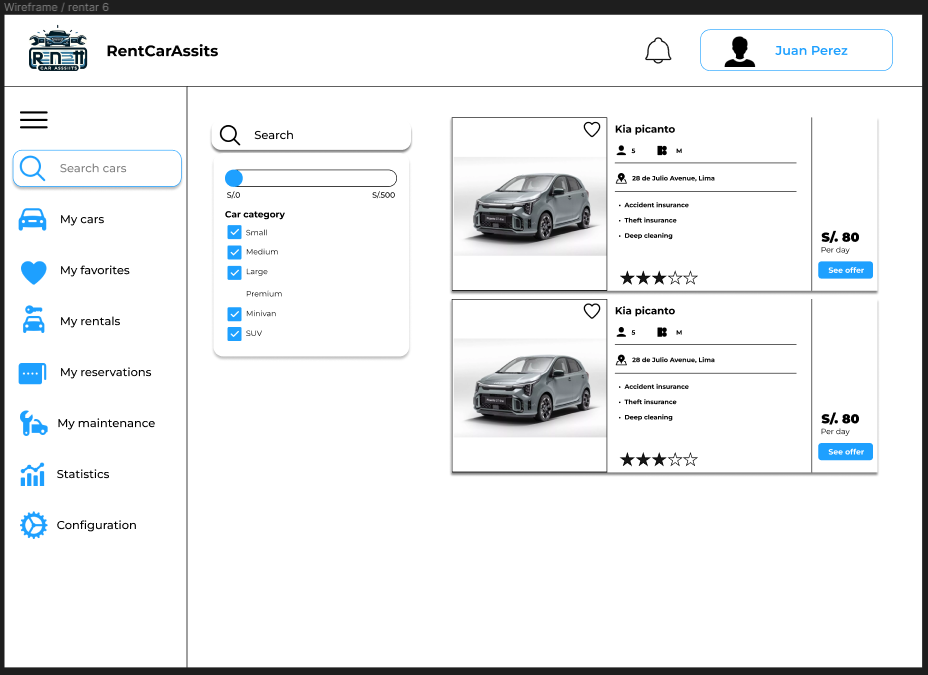 Wireframe / rentar 6
Rent
CAR ASSSITS
RentCarAssits
Juan Perez
Search cars
My cars
My favorites
My rentals
My reservations
My maintenance
Statistics
Configuration
Search
S/.0 S/.500
Car category
Small
Medium
Large
Premium
Minivan
SUV
Kia picanto
5 M
28 de Julio Avenue, Lima
• Accident insurance
• Theft insurance
• Deep cleaning
S/. 80
Per day
See offer
Kia picanto
5 M
28 de Julio Avenue, Lima
• Accident insurance
• Theft insurance
• Deep cleaning
S/. 80
Per day
See offer